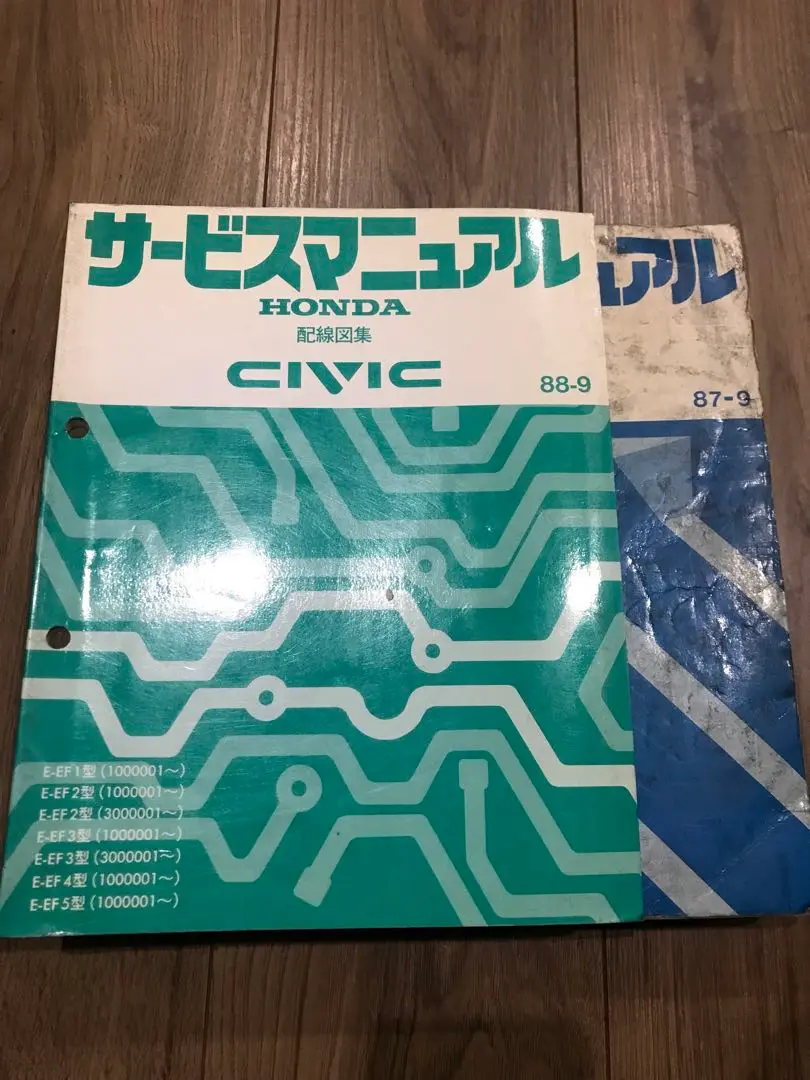 サービスマニュアル
HONDA
配線図集
CIVIC
88-9
E-EF1型 (1000001～)
E-EF2型 (1000001～)
E-EF2型 (3000001～)
E-EF3型 (1000001～)
E-EF3型 (3000001～)
E-EF4型 (1000001～)
E-EF5型 (1000001～)
ュアル
87-9